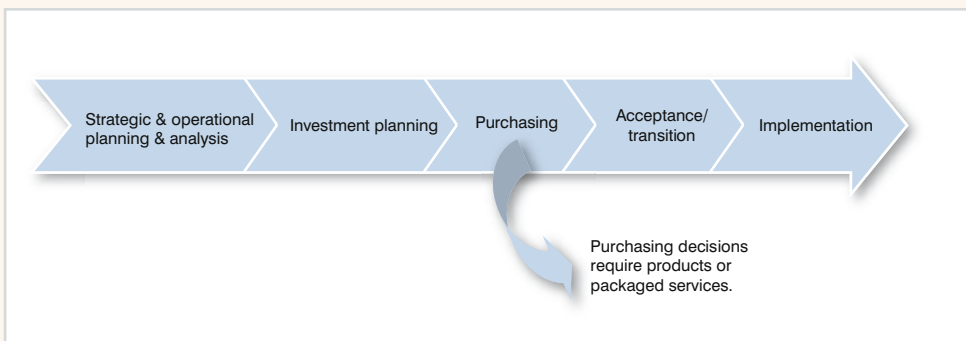 Strategic & operational
planning & analysis
Investment planning
Purchasing
Acceptance/
transition
Implementation
Purchasing decisions
require products or
packaged services.